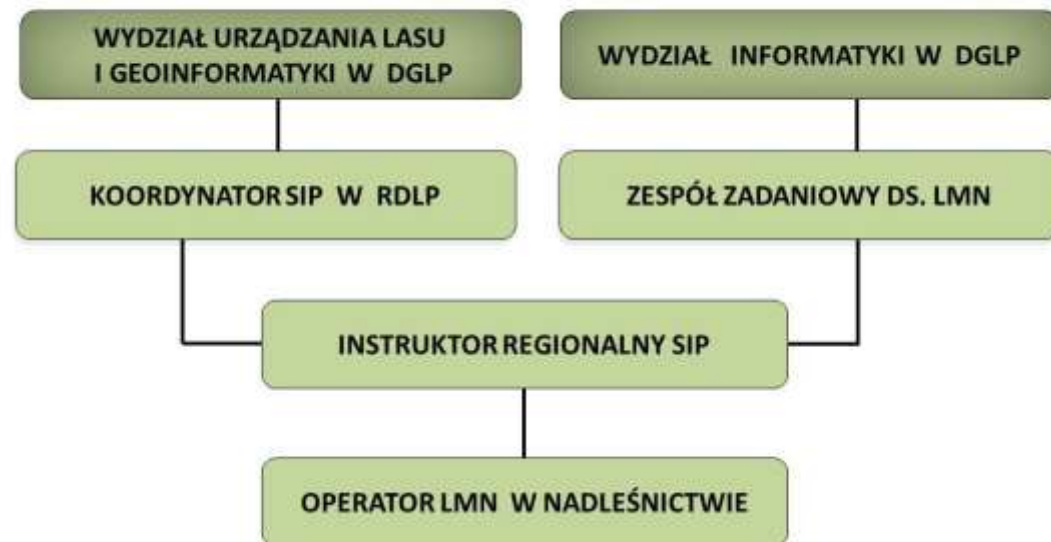 WYDZIAŁ URZĄDZANIA LASU
I GEOINFORMATYKI W DGLP
WYDZIAŁ INFORMATYKI W DGLP
KOORDYNATOR SIP W RDLP
ZESPÓŁ ZADANIOWY DS. LMN
INSTRUKTOR REGIONALNY SIP
OPERATOR LMN W NADLEŚNICTWIE